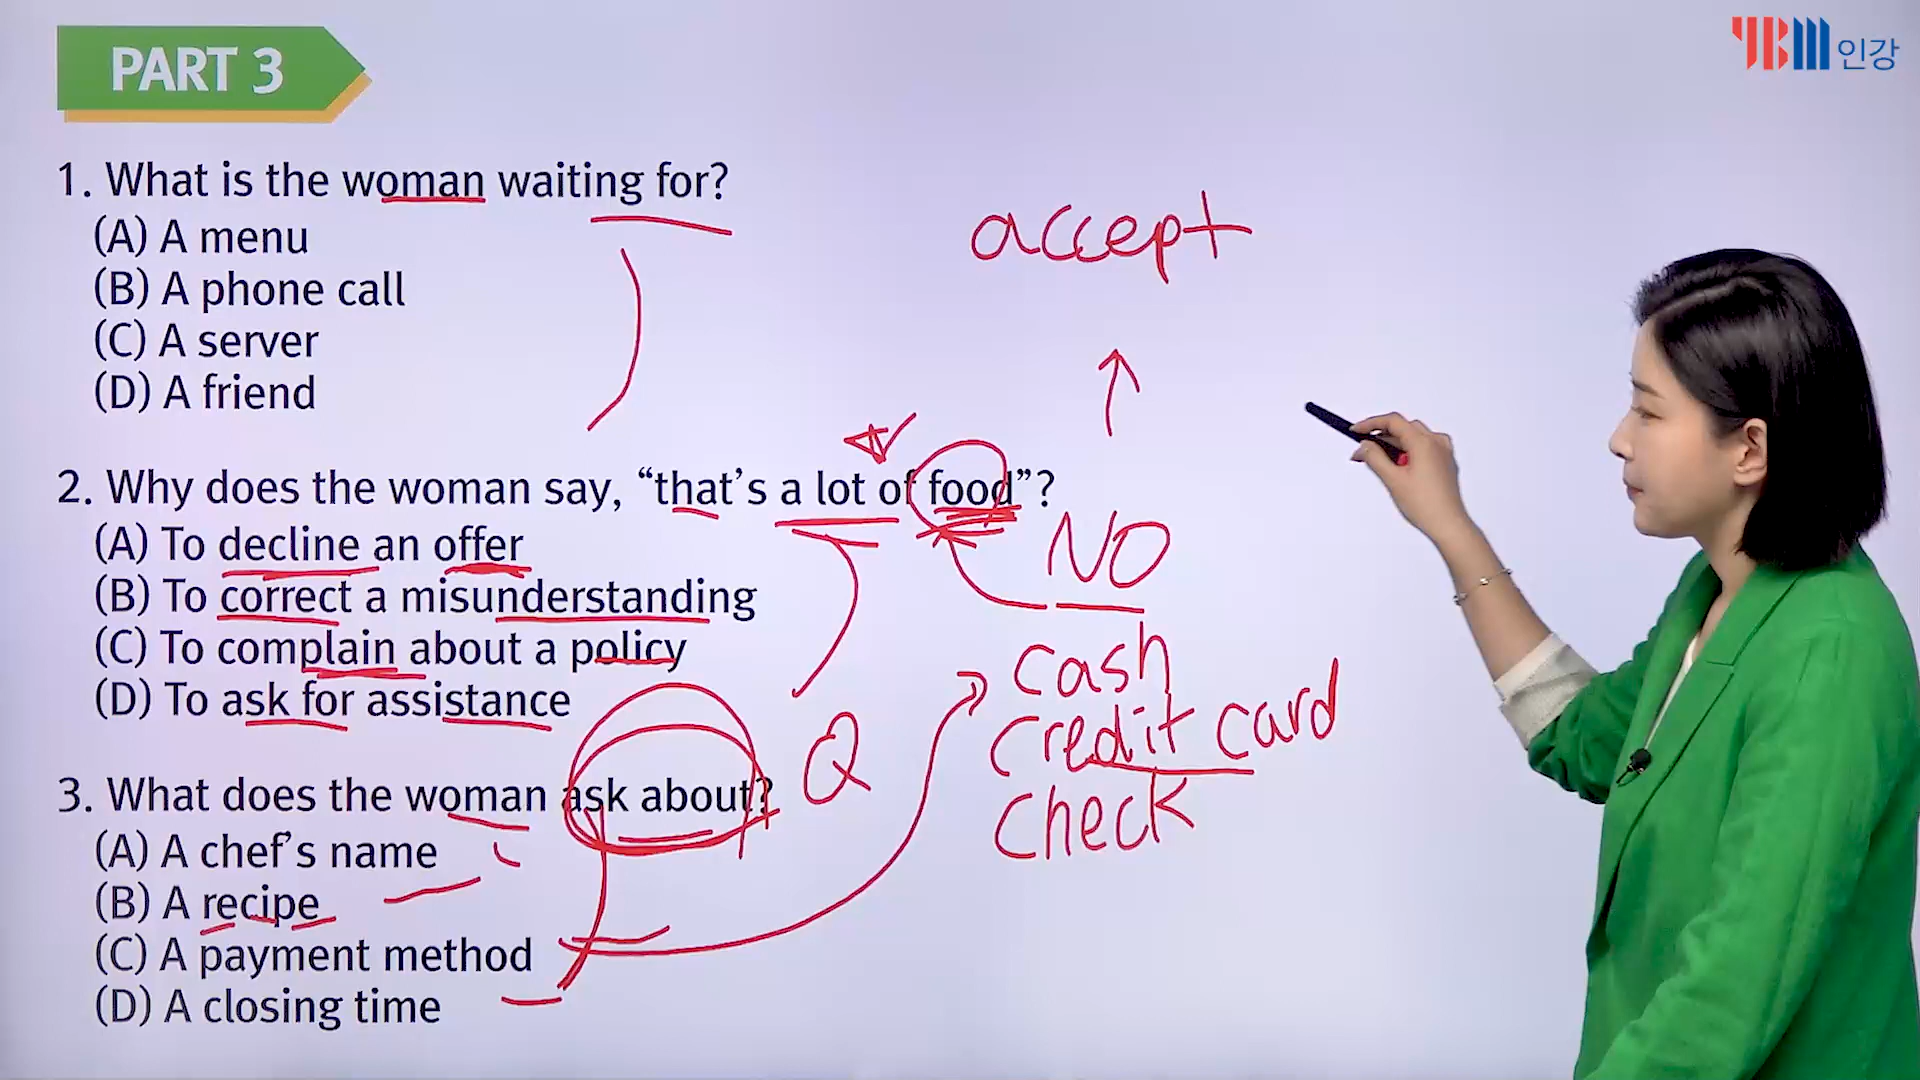 PART 3
YBM 인강
1. What is the woman waiting for?
(A) A menu
(B) A phone call
(C) A server
(D) A friend
accept
2. Why does the woman say, “that’s a lot of food”?
(A) To decline an offer
(B) To correct a misunderstanding
(C) To complain about a policy
(D) To ask for assistance
NO
cash
credit card
check
3. What does the woman ask about?
Q
(A) A chef’s name
(B) A recipe
(C) A payment method
(D) A closing time